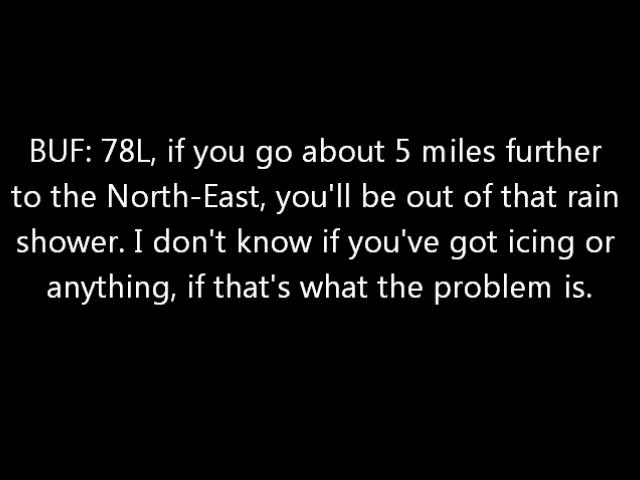 BUF: 78L, if you go about 5 miles further
to the North-East, you'll be out of that rain
shower. I don't know if you've got icing or
anything, if that's what the problem is.